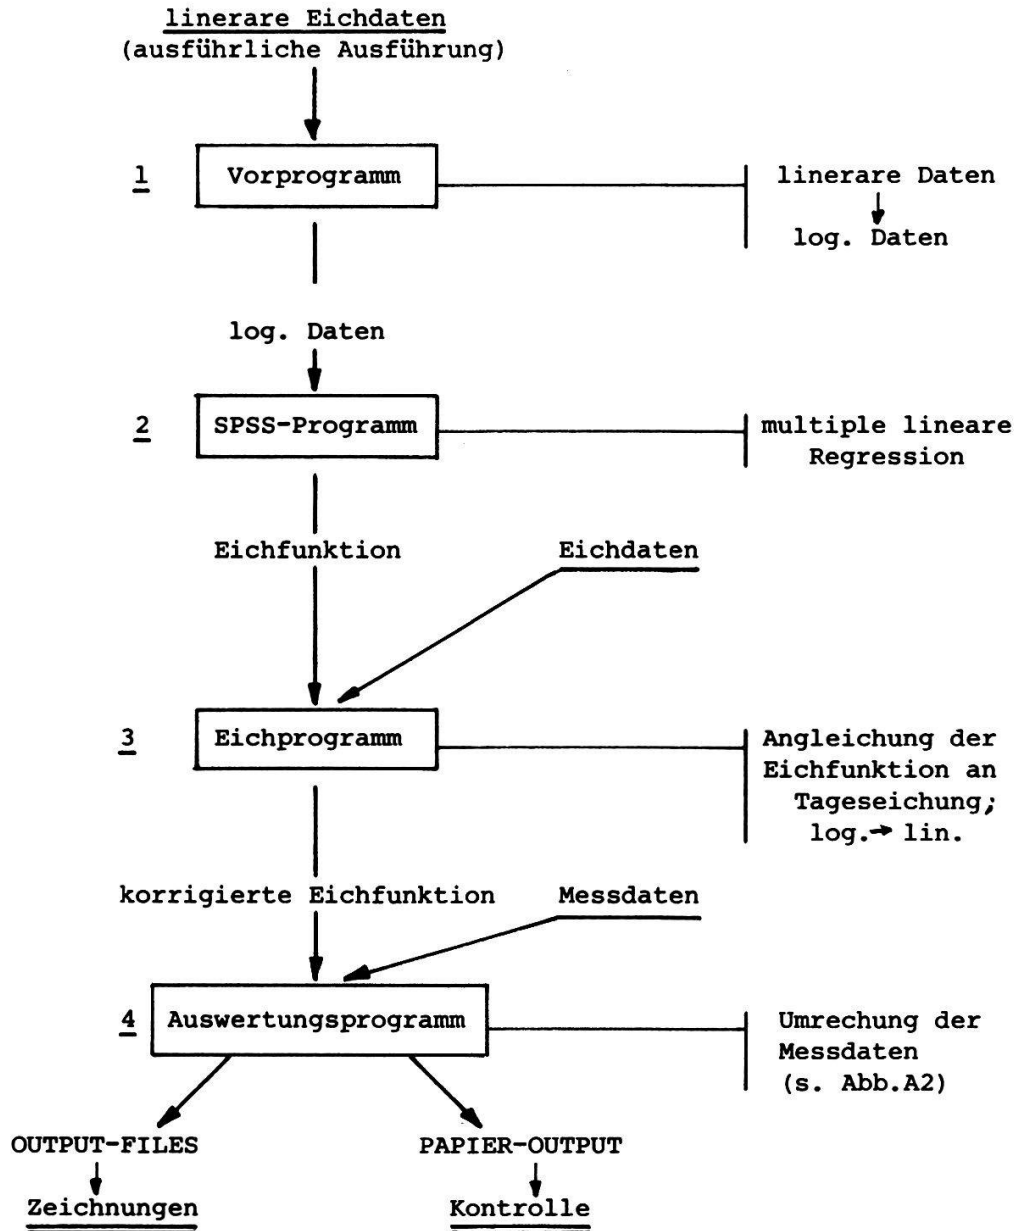 linerare Eichdaten
(ausführliche Ausführung)
1 Vorprogramm
linerare Daten
log. Daten
log. Daten
2 SPSS-Programm
multiple lineare
Regression
Eichfunktion
Eichdaten
3 Eichprogramm
Angleichung der
Eichfunktion an
Tageseichung;
log.→ lin.
korrigierte Eichfunktion
Messdaten
4 Auswertungsprogramm
Umrechung der
Messdaten
(s. Abb.A2)
OUTPUT-FILES
PAPIER-OUTPUT
Zeichnungen
Kontrolle